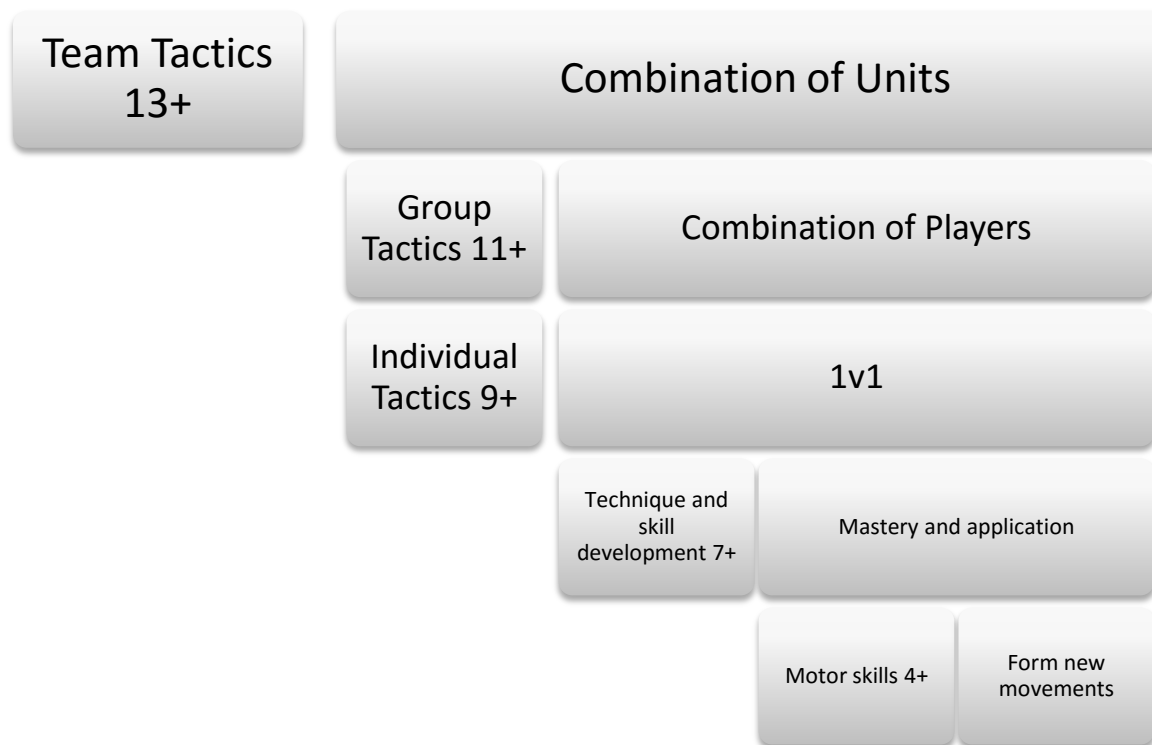 Team Tactics
13+
Combination of Units
Group
Tactics 11+
Combination of Players
Individual
Tactics 9+
1v1
Technique and
skill
development 7+
Mastery and application
Motor skills 4+
Form new
movements